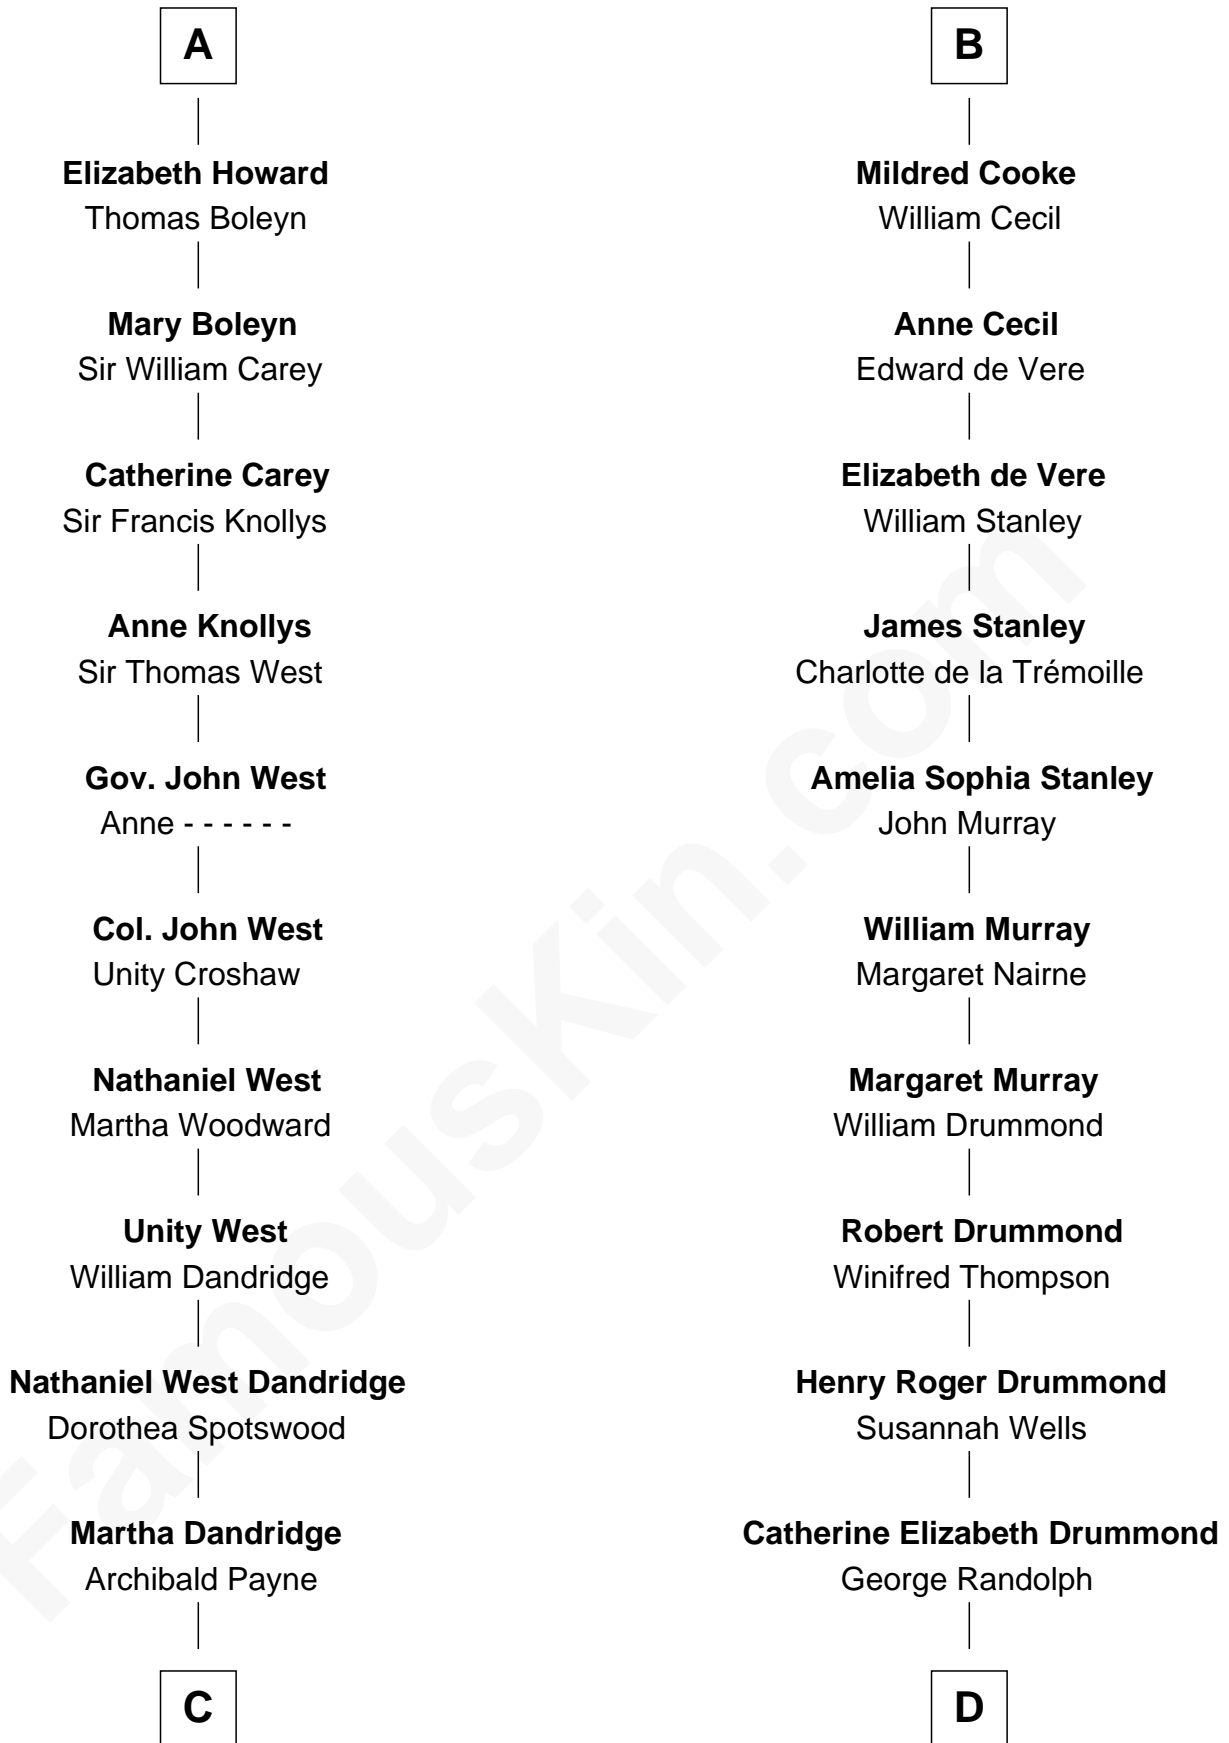 A
Elizabeth Howard
Thomas Boleyn
Mary Boleyn
Sir William Carey
Catherine Carey
Sir Francis Knollys
Anne Knollys
Sir Thomas West
Gov. John West
Anne - - - - - -
Col. John West
Unity Croshaw
Nathaniel West
Martha Woodward
Unity West
William Dandridge
Nathaniel West Dandridge
Dorothea Spotswood
Martha Dandridge
Archibald Payne
C
B
Mildred Cooke
William Cecil
Anne Cecil
Edward de Vere
Elizabeth de Vere
William Stanley
James Stanley
Charlotte de la Trémoille
Amelia Sophia Stanley
John Murray
William Murray
Margaret Nairne
Margaret Murray
William Drummond
Robert Drummond
Winifred Thompson
Henry Roger Drummond
Susannah Wells
Catherine Elizabeth Drummond
George Randolph
D
FamousKin.com